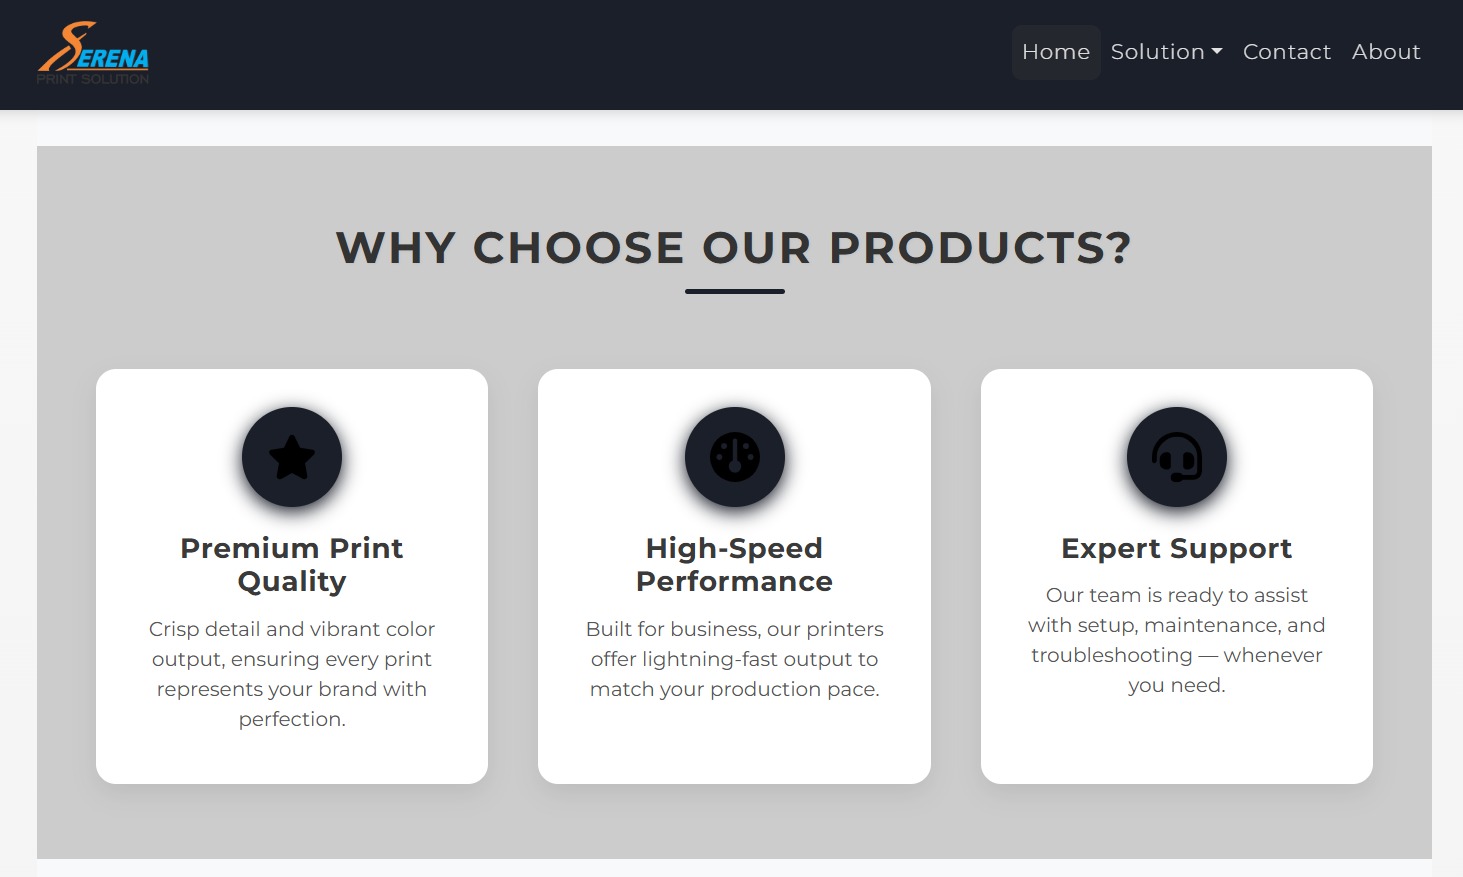 SERENA
PRINT SOLUTION
Home Solution Contact About
WHY CHOOSE OUR PRODUCTS?
Premium Print
Quality
Crisp detail and vibrant color
output, ensuring every print
represents your brand with
perfection.
High-Speed
Performance
Built for business, our printers
offer lightning-fast output to
match your production pace.
Expert Support
Our team is ready to assist
with setup, maintenance, and
troubleshooting — whenever
you need.